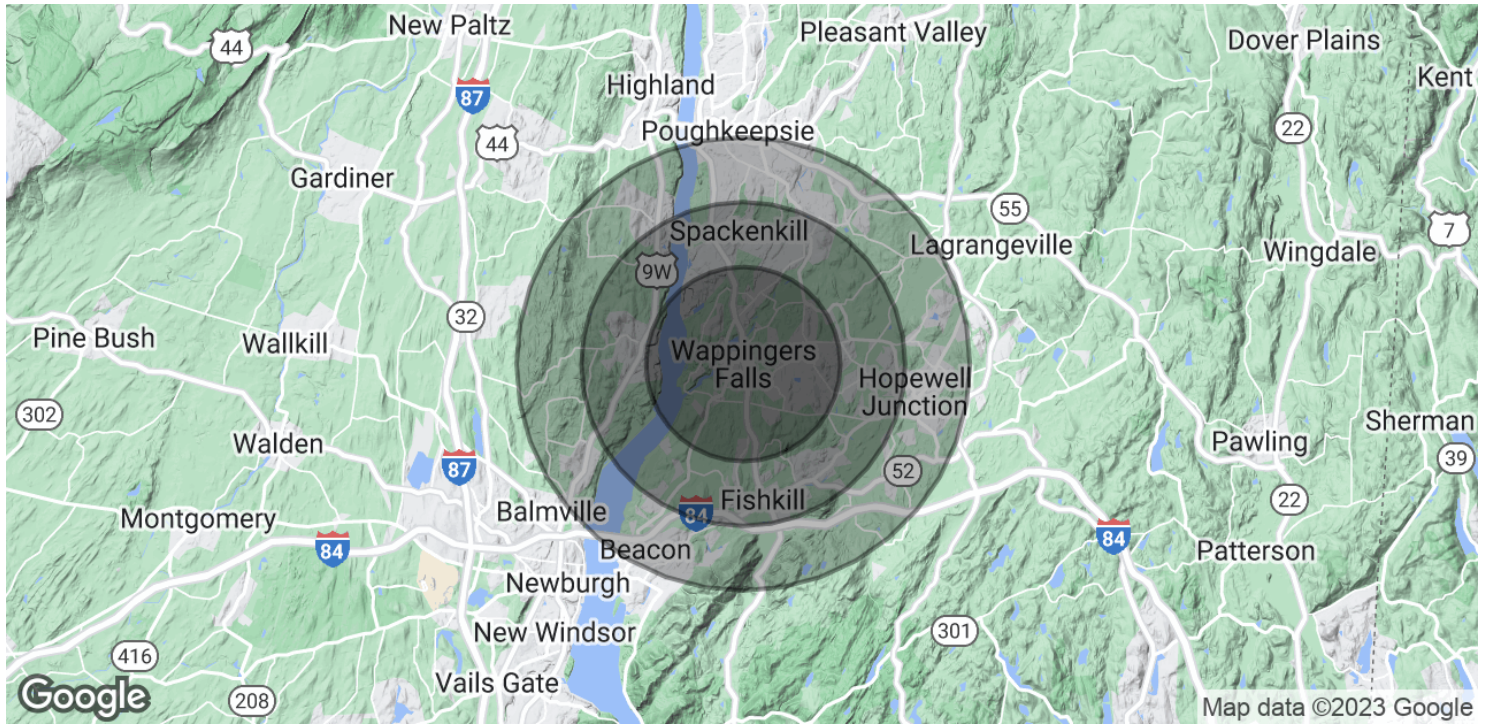 New Paltz
Pleasant Valley
Dover Plains
44
Highland
Kent
87
Poughkeepsie
22
44
Gardiner
55
Spackenkill
Lagrangeville
7
Wingdale
9W
32
Pine Bush
Wallkill
Wappingers
Falls
Hopewell
Junction
302
Sherman
Walden
Pawling
87
52
39
Fishkill
22
Balmville
84
Montgomery
84
84
Beacon
Patterson
Newburgh
New Windsor
301
416
Vails Gate
208
Google
Map data ©2023 Google